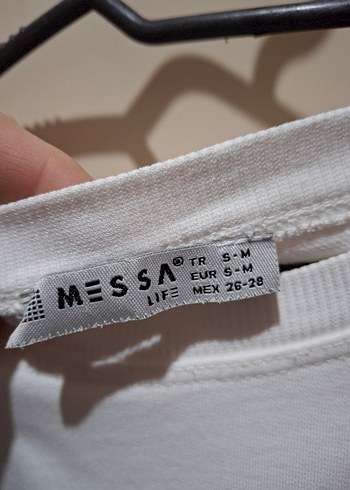 MESSA®
LIFE
TR S-M
EUR S-M
MEX 26-28